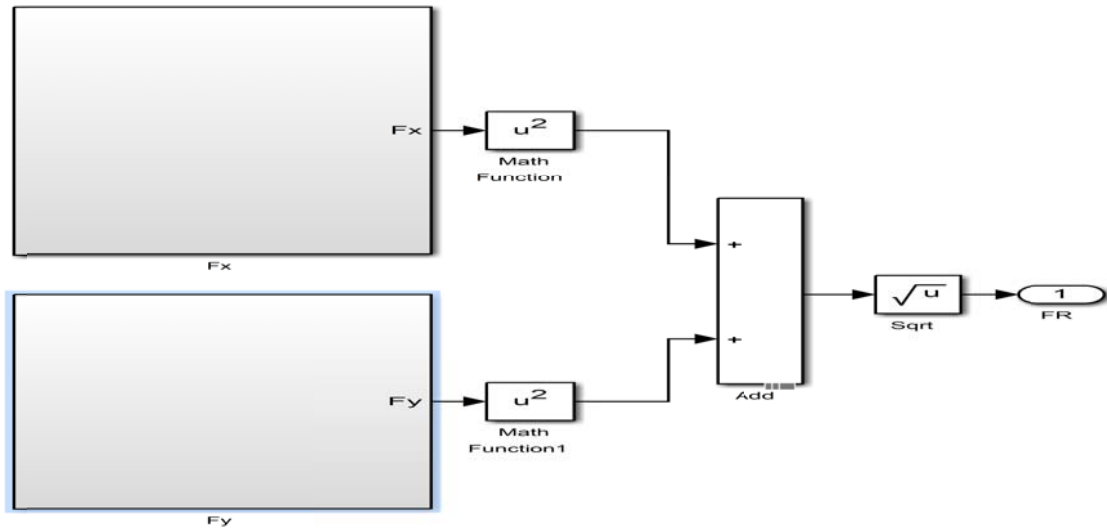 Fx
u²
Math
Function
Fx
+
+
Add
√u
Sqrt
1
FR
Fy
u²
Math
Function1
Fy